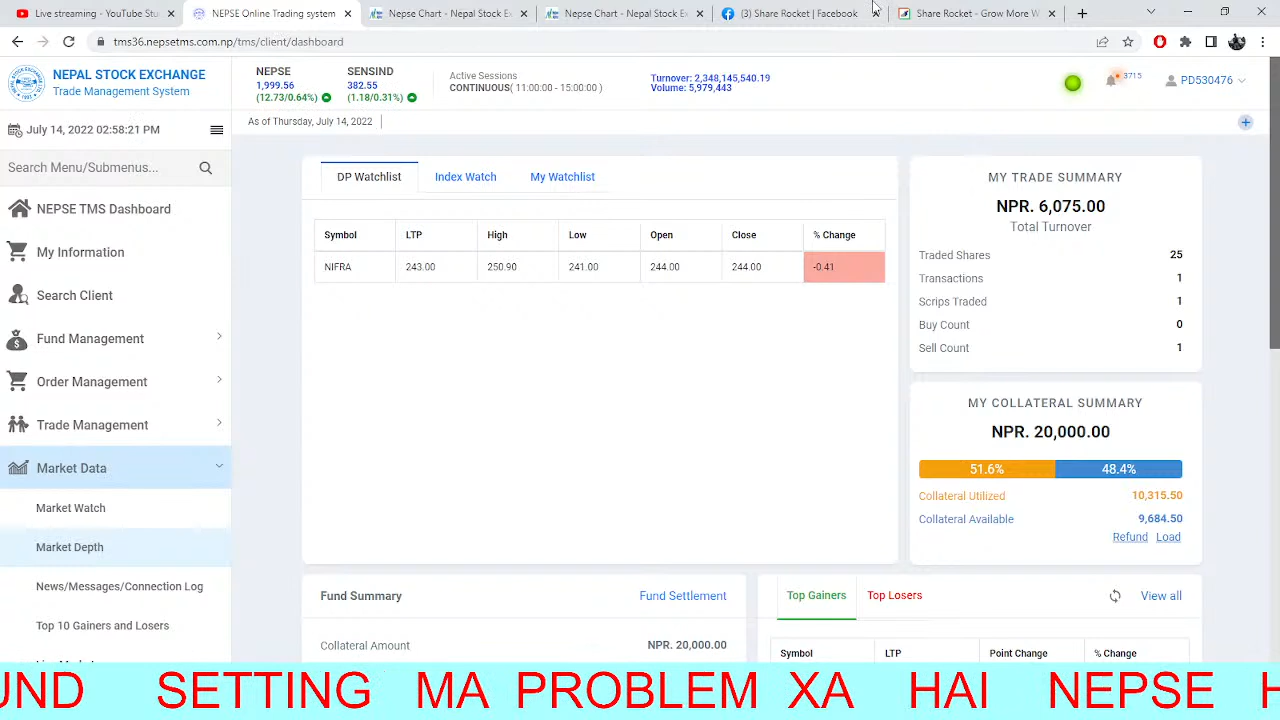 Live streaming - YouTube Stu
NEPSE Online Trading system
Nepse Chart - Nepal Stock Ex
Nepse Chart - Nepal Stock Ex
(3) Share Rocket | Facebook
Share Rocket - Grow More W
tms36.nepsetms.com.np/tms/client/dashboard
NEPAL STOCK EXCHANGE
Trade Management System
NEPSE
1,999.56
(12.73/0.64%)
SENSIND
382.55
(1.18/0.31%)
Active Sessions
CONTINUOUS( 11:00:00 - 15:00:00 )
Turnover: 2,348,145,540.19
Volume: 5,979,443
3715
PD530476
July 14, 2022 02:58:21 PM
As of Thursday, July 14, 2022
Search Menu/Submenus...
NEPSE TMS Dashboard
My Information
Search Client
Fund Management
Order Management
Trade Management
Market Data
Market Watch
Market Depth
News/Messages/Connection Log
Top 10 Gainers and Losers
DP Watchlist Index Watch My Watchlist
Symbol LTP High Low Open Close % Change
NIFRA 243.00 250.90 241.00 244.00 244.00 -0.41
MY TRADE SUMMARY
NPR. 6,075.00
Total Turnover
Traded Shares 25
Transactions 1
Scrips Traded 1
Buy Count 0
Sell Count 1
MY COLLATERAL SUMMARY
NPR. 20,000.00
51.6% 48.4%
Collateral Utilized 10,315.50
Collateral Available 9,684.50
Refund Load
Fund Summary Fund Settlement
Collateral Amount NPR. 20,000.00
Top Gainers Top Losers View all
Symbol LTP Point Change % Change
UND SETTING MA PROBLEM XA HAI NEPSE H